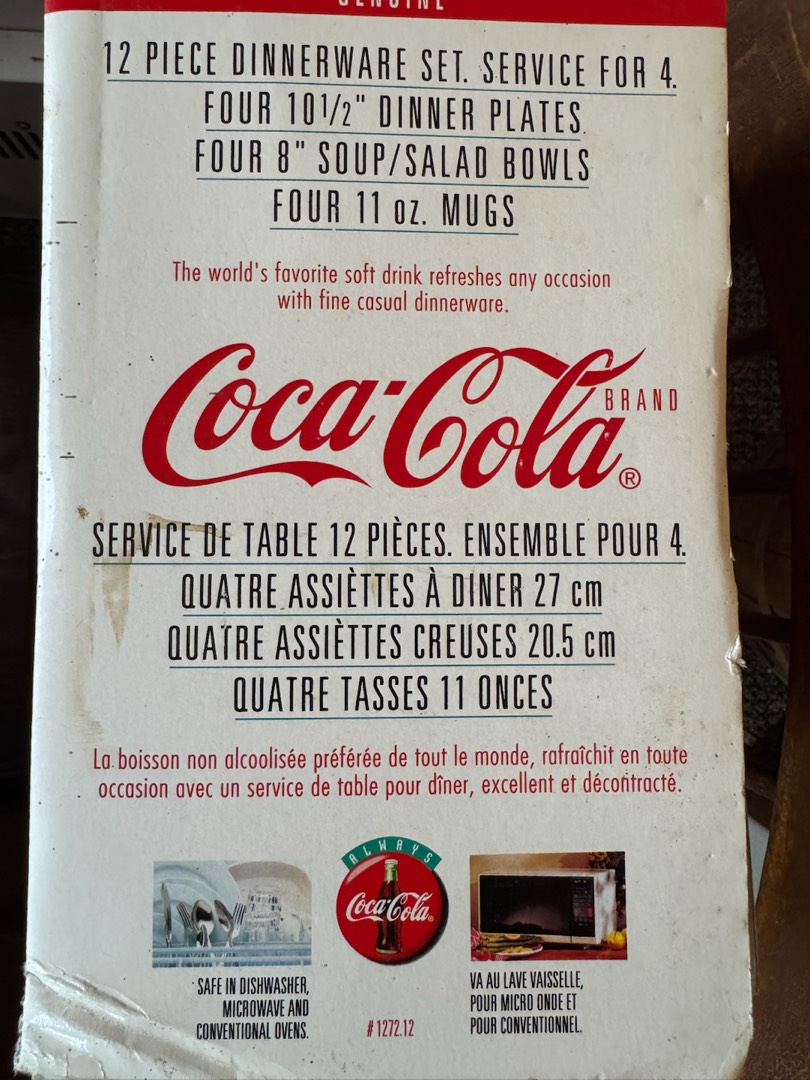 GENUINE
12 PIECE DINNERWARE SET. SERVICE FOR 4.
FOUR 10 1/2" DINNER PLATES.
FOUR 8" SOUP/SALAD BOWLS
FOUR 11 oz. MUGS
The world's favorite soft drink refreshes any occasion
with fine casual dinnerware.
Coca-Cola®
BRAND
SERVICE DE TABLE 12 PIÈCES. ENSEMBLE POUR 4.
QUATRE ASSIÈTTES À DINER 27 cm
QUATRE ASSIÈTTES CREUSES 20.5 cm
QUATRE TASSES 11 ONCES
La boisson non alcoolisée préférée de tout le monde, rafraîchit en toute
occasion avec un service de table pour dîner, excellent et décontracté.
ALWAYS
Coca-Cola®
SAFE IN DISHWASHER,
MICROWAVE AND
CONVENTIONAL OVENS.
#1272.12
VA AU LAVE VAISSELLE,
POUR MICRO ONDE ET
POUR CONVENTIONNEL.